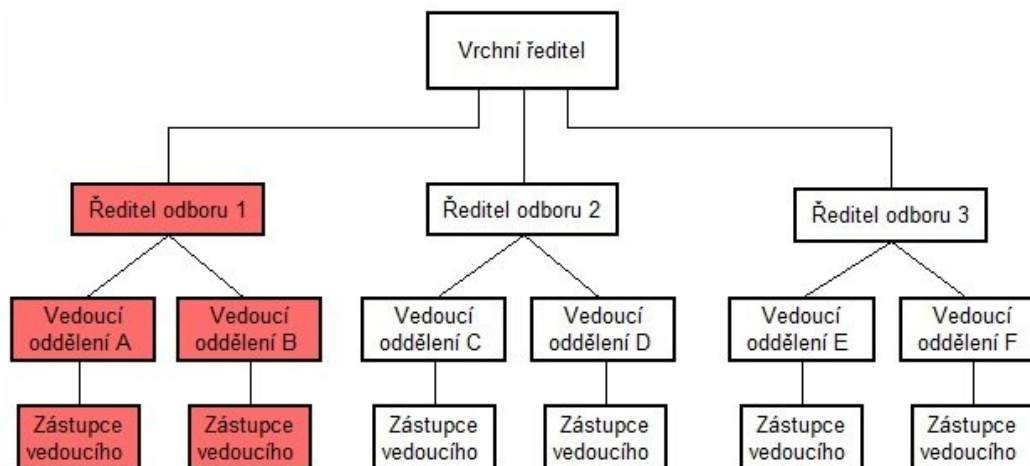 Vrchní ředitel
Ředitel odboru 1
Ředitel odboru 2
Ředitel odboru 3
Vedoucí
oddělení A
Vedoucí
oddělení B
Vedoucí
oddělení C
Vedoucí
oddělení D
Vedoucí
oddělení E
Vedoucí
oddělení F
Zástupce
vedoucího
Zástupce
vedoucího
Zástupce
vedoucího
Zástupce
vedoucího
Zástupce
vedoucího
Zástupce
vedoucího